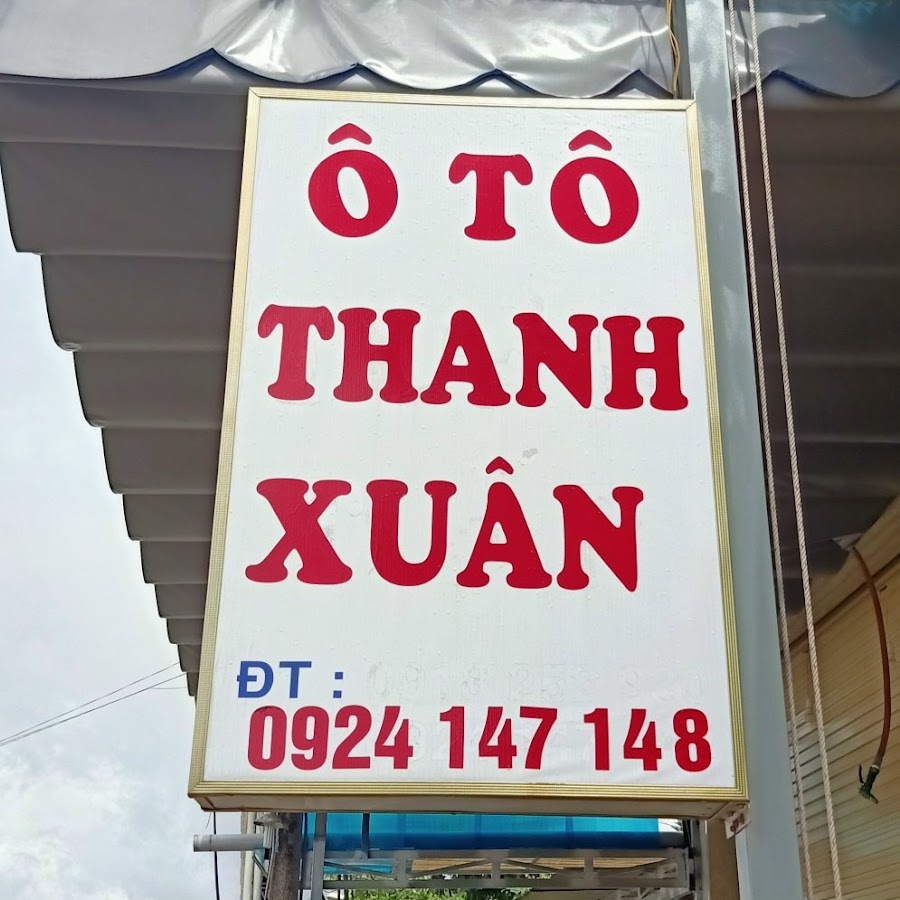 Ô TÔ
THANH
XUÂN
ĐT :
0924 147 148